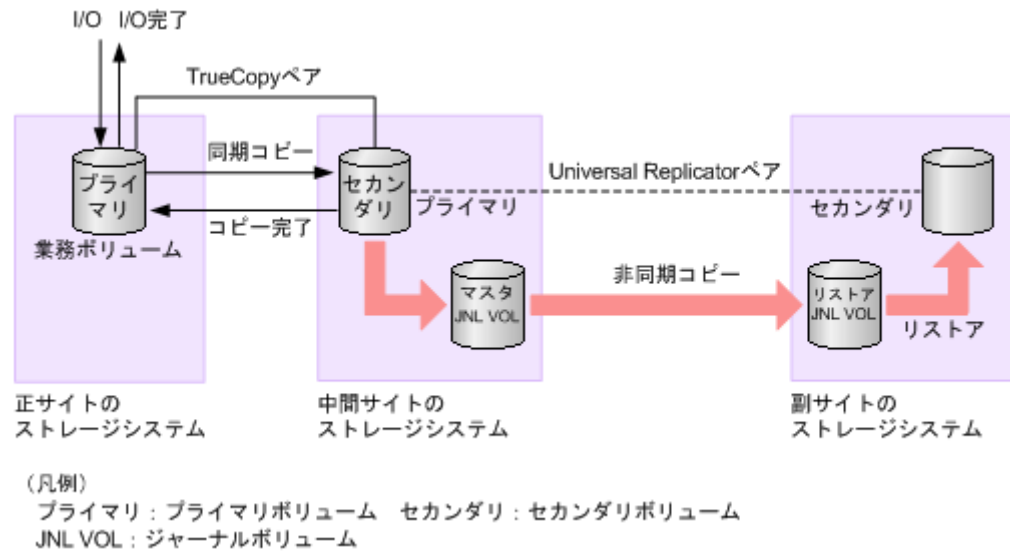 I/O I/O完了
TrueCopyペア
同期コピー
プライ
マリ
業務ボリューム
セカン
ダリ
プライマリ
コピー完了
Universal Replicatorペア
セカンダリ
マスタ
JNL VOL
非同期コピー
リストア
JNL VOL
リストア
正サイトの
ストレージシステム
中間サイトの
ストレージシステム
副サイトの
ストレージシステム
（凡例）
プライマリ：プライマリボリューム セカンダリ：セカンダリボリューム
JNL VOL：ジャーナルボリューム